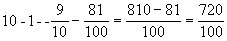 10 - 1 - - 9/10 - 81/100 = 810 - 81/100 = 720/100